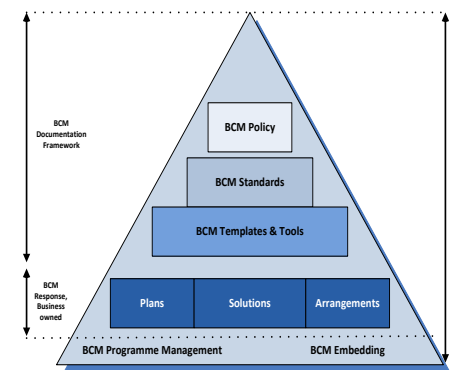 BCM
Documentation
Framework
BCM Policy
BCM Standards
BCM Templates & Tools
BCM
Response,
Business
owned
Plans
Solutions
Arrangements
BCM Programme Management
BCM Embedding